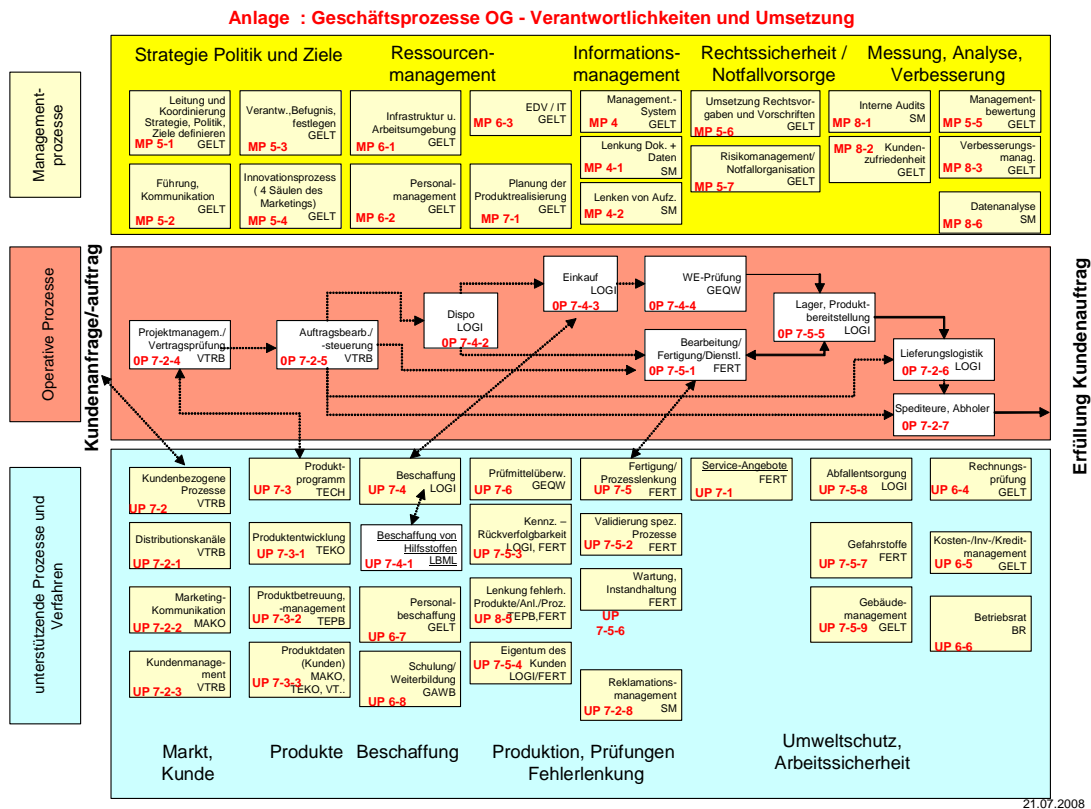 Anlage : Geschäftsprozesse OG - Verantwortlichkeiten und Umsetzung
Management-
prozesse
Strategie Politik und Ziele
Ressourcen-
management
Informations-
management
Rechtssicherheit /
Notfallvorsorge
Messung, Analyse,
Verbesserung
Leitung und
Koordinierung
Strategie, Politik,
Ziele definieren
MP 5-1 GELT
Verantw.,Befugnis,
festlegen
GELT
MP 5-3
Infrastruktur u.
Arbeitsumgebung
GELT
MP 6-1
EDV / IT
MP 6-3 GELT
Management.-
System
MP 4 GELT
Umsetzung Rechtsvor-
gaben und Vorschriften
MP 5-6 GELT
Interne Audits
MP 8-1 SM
Management-
bewertung
MP 5-5 GELT
Lenkung Dok. +
Daten
MP 4-1 SM
Risikomanagement/
Notfallorganisation
MP 5-7 GELT
MP 8-2 Kunden-
zufriedenheit
GELT
Verbesserungs-
manag.
MP 8-3 GELT
Führung,
Kommunikation
GELT
MP 5-2
Innovationsprozess
( 4 Säulen des
Marketings)
MP 5-4 GELT
Personal-
management
GELT
MP 6-2
Planung der
Produktrealisierung
GELT
MP 7-1
Lenken von Aufz.
MP 4-2 SM
Datenanalyse
SM
MP 8-6
Operative Prozesse
Kundenanfrage/-auftrag
Erfüllung Kundenauftrag
Einkauf
LOGI
0P 7-4-3
WE-Prüfung
GEQW
0P 7-4-4
Dispo
LOGI
0P 7-4-2
Lager, Produkt-
bereitstellung
0P 7-5-5 LOGI
Projektmanagem./
Vertragsprüfung
VTRB
0P 7-2-4
Auftragsbearb./
-steuerung
VTRB
0P 7-2-5
Bearbeitung/
Fertigung/Dienstl.
FERT
0P 7-5-1
Lieferungslogistik
LOGI
0P 7-2-6
Spediteure, Abholer
0P 7-2-7
unterstützende Prozesse und
Verfahren
Kundenbezogene
Prozesse
VTRB
UP 7-2
Produkt-
programm
TECH
UP 7-3
Beschaffung
LOGI
UP 7-4
Prüfmittelüberw.
GEQW
UP 7-6
Fertigung/
Prozesslenkung
FERT
UP 7-5
Service-Angebote
FERT
UP 7-1
Abfallentsorgung
LOGI
UP 7-5-8
Rechnungs-
prüfung
GELT
UP 6-4
Distributionskanäle
VTRB
UP 7-2-1
Produktentwicklung
TEKO
UP 7-3-1
Beschaffung von
Hilfsstoffen
LBML
UP 7-4-1
Kennz. –
Rückverfolgbarkeit
LOGI, FERT
UP 7-5-3
Validierung spez.
Prozesse
FERT
UP 7-5-2
Gefahrstoffe
FERT
UP 7-5-7
Kosten-/Inv-/Kredit-
management
GELT
UP 6-5
Marketing-
Kommunikation
MAKO
UP 7-2-2
Produktbetreuung,
-management
TEPB
UP 7-3-2
Personal-
beschaffung
GELT
UP 6-7
Lenkung fehlerh.
Produkte/Anl./Proz.
TEPB,FERT
UP 8-5
Wartung,
Instandhaltung
FERT
UP
7-5-6
Gebäude-
management
GELT
UP 7-5-9
Betriebsrat
BR
UP 6-6
Kundenmanage-
ment
VTRB
UP 7-2-3
Produktdaten
(Kunden)
MAKO,
TEKO, VT..
UP 7-3-3
Schulung/
Weiterbildung
GAWB
UP 6-8
Eigentum des
Kunden
LOGI/FERT
UP 7-5-4
Reklamations-
management
SM
UP 7-2-8
Markt,
Kunde
Produkte
Beschaffung
Produktion, Prüfungen
Fehlerlenkung
Umweltschutz,
Arbeitssicherheit
21.07.2008